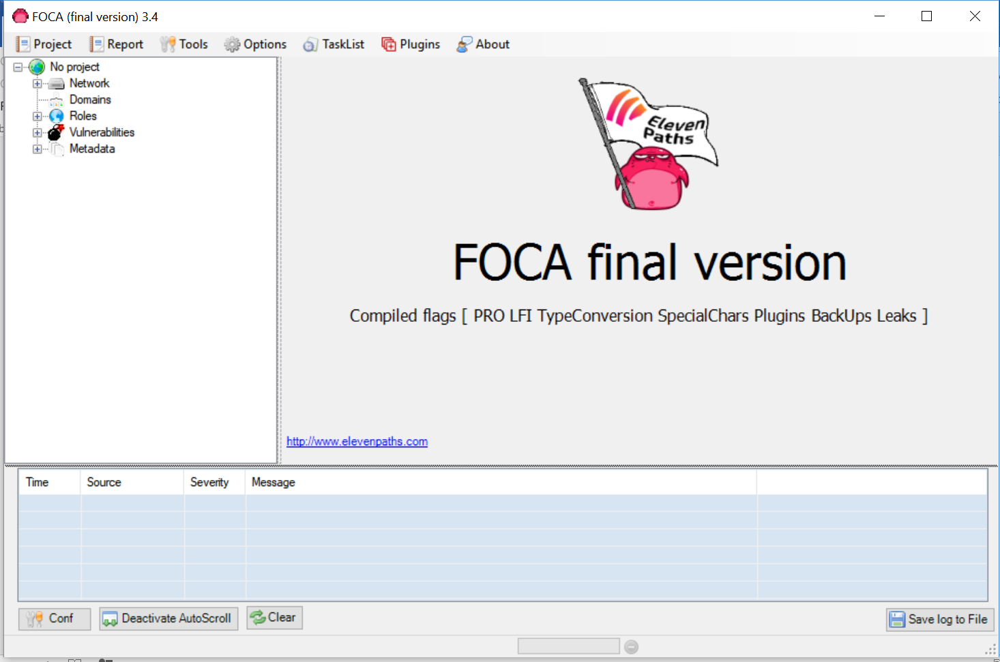 FOCA (final version) 3.4
Project Report Tools Options TaskList Plugins About
No project
Network
Domains
Roles
Vulnerabilities
Metadata
Eleven
Paths
FOCA final version
Compiled flags [ PRO LFI TypeConversion SpecialChars Plugins BackUps Leaks ]
http://www.elevenpaths.com
Time Source Severity Message
Conf Deactivate AutoScroll Clear Save log to File